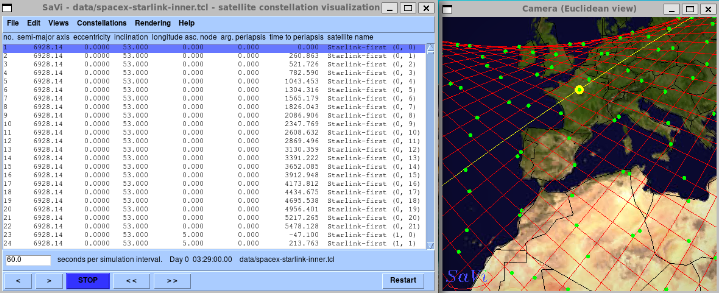 SaVi - data/spacex-starlink-inner.tcl - satellite constellation visualization
Camera (Euclidean view)
File Edit Views Constellations Rendering Help
no. semi-major axis eccentricity inclination longitude asc. node arg. periapsis time to periapsis satellite name
1 6928.14 0.0000 53.000 0.000 0.000 0.000 Starlink-first (0, 0)
2 6928.14 0.0000 53.000 0.000 0.000 260.863 Starlink-first (0, 1)
3 6928.14 0.0000 53.000 0.000 0.000 521.726 Starlink-first (0, 2)
4 6928.14 0.0000 53.000 0.000 0.000 782.590 Starlink-first (0, 3)
5 6928.14 0.0000 53.000 0.000 0.000 1043.453 Starlink-first (0, 4)
6 6928.14 0.0000 53.000 0.000 0.000 1304.316 Starlink-first (0, 5)
7 6928.14 0.0000 53.000 0.000 0.000 1565.179 Starlink-first (0, 6)
8 6928.14 0.0000 53.000 0.000 0.000 1826.043 Starlink-first (0, 7)
9 6928.14 0.0000 53.000 0.000 0.000 2086.906 Starlink-first (0, 8)
10 6928.14 0.0000 53.000 0.000 0.000 2347.769 Starlink-first (0, 9)
11 6928.14 0.0000 53.000 0.000 0.000 2608.632 Starlink-first (0, 10)
12 6928.14 0.0000 53.000 0.000 0.000 2869.496 Starlink-first (0, 11)
13 6928.14 0.0000 53.000 0.000 0.000 3130.359 Starlink-first (0, 12)
14 6928.14 0.0000 53.000 0.000 0.000 3391.222 Starlink-first (0, 13)
15 6928.14 0.0000 53.000 0.000 0.000 3652.085 Starlink-first (0, 14)
16 6928.14 0.0000 53.000 0.000 0.000 3912.948 Starlink-first (0, 15)
17 6928.14 0.0000 53.000 0.000 0.000 4173.812 Starlink-first (0, 16)
18 6928.14 0.0000 53.000 0.000 0.000 4434.675 Starlink-first (0, 17)
19 6928.14 0.0000 53.000 0.000 0.000 4695.538 Starlink-first (0, 18)
20 6928.14 0.0000 53.000 0.000 0.000 4956.401 Starlink-first (0, 19)
21 6928.14 0.0000 53.000 0.000 0.000 5217.265 Starlink-first (0, 20)
22 6928.14 0.0000 53.000 0.000 0.000 5478.128 Starlink-first (0, 21)
23 6928.14 0.0000 53.000 5.000 0.000 -47.100 Starlink-first (1, 0)
24 6928.14 0.0000 53.000 5.000 0.000 213.763 Starlink-first (1, 1)
60.0 seconds per simulation interval. Day 0 03:29:00.00 data/spacex-starlink-inner.tcl
< > STOP << >> Restart
SaVi